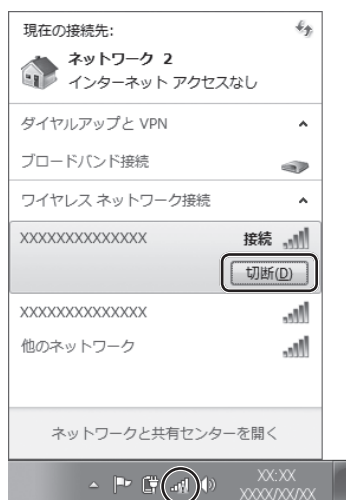 現在の接続先:
ネットワーク 2
インターネット アクセスなし
ダイヤルアップと VPN
ブロードバンド接続
ワイヤレス ネットワーク接続
XXXXXXXXXXXXXX 接続
切断(D)
XXXXXXXXXXXXXX
他のネットワーク
ネットワークと共有センターを開く
XX:XX
XXXX/XX/XX